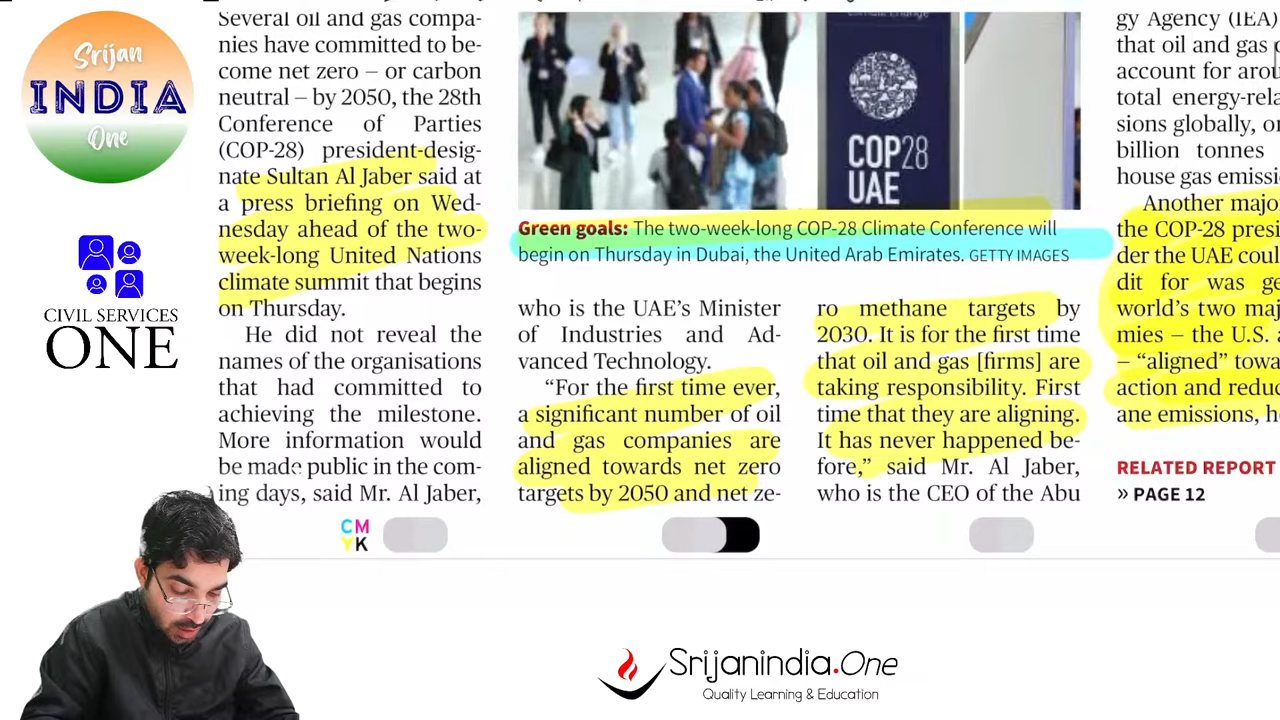 Srijan
INDIA
One
CIVIL SERVICES
ONE
Several oil and gas compa-
nies have committed to be-
come net zero – or carbon
neutral – by 2050, the 28th
Conference of Parties
(COP-28) president-desig-
nate Sultan Al Jaber said at
a press briefing on Wed-
nesday ahead of the two-
week-long United Nations
climate summit that begins
on Thursday.
He did not reveal the
names of the organisations
that had committed to
achieving the milestone.
More information would
be made public in the com-
ing days, said Mr. Al Jaber,
COP28
UAE
Green goals: The two-week-long COP-28 Climate Conference will
begin on Thursday in Dubai, the United Arab Emirates. GETTY IMAGES
who is the UAE’s Minister
of Industries and Ad-
vanced Technology.
“For the first time ever,
a significant number of oil
and gas companies are
aligned towards net zero
targets by 2050 and net ze-
ro methane targets by
2030. It is for the first time
that oil and gas [firms] are
taking responsibility. First
time that they are aligning.
It has never happened be-
fore,” said Mr. Al Jaber,
who is the CEO of the Abu
gy Agency (IEA)
that oil and gas
account for arou
total energy-rela
sions globally, or
billion tonnes
house gas emissi
Another major
the COP-28 presi
der the UAE coul
dit for was ge
world’s two maj
mies – the U.S. a
– “aligned” towa
action and reduc
ane emissions, h
RELATED REPORT
» PAGE 12
CM
YK
Srijanindia.One
Quality Learning & Education